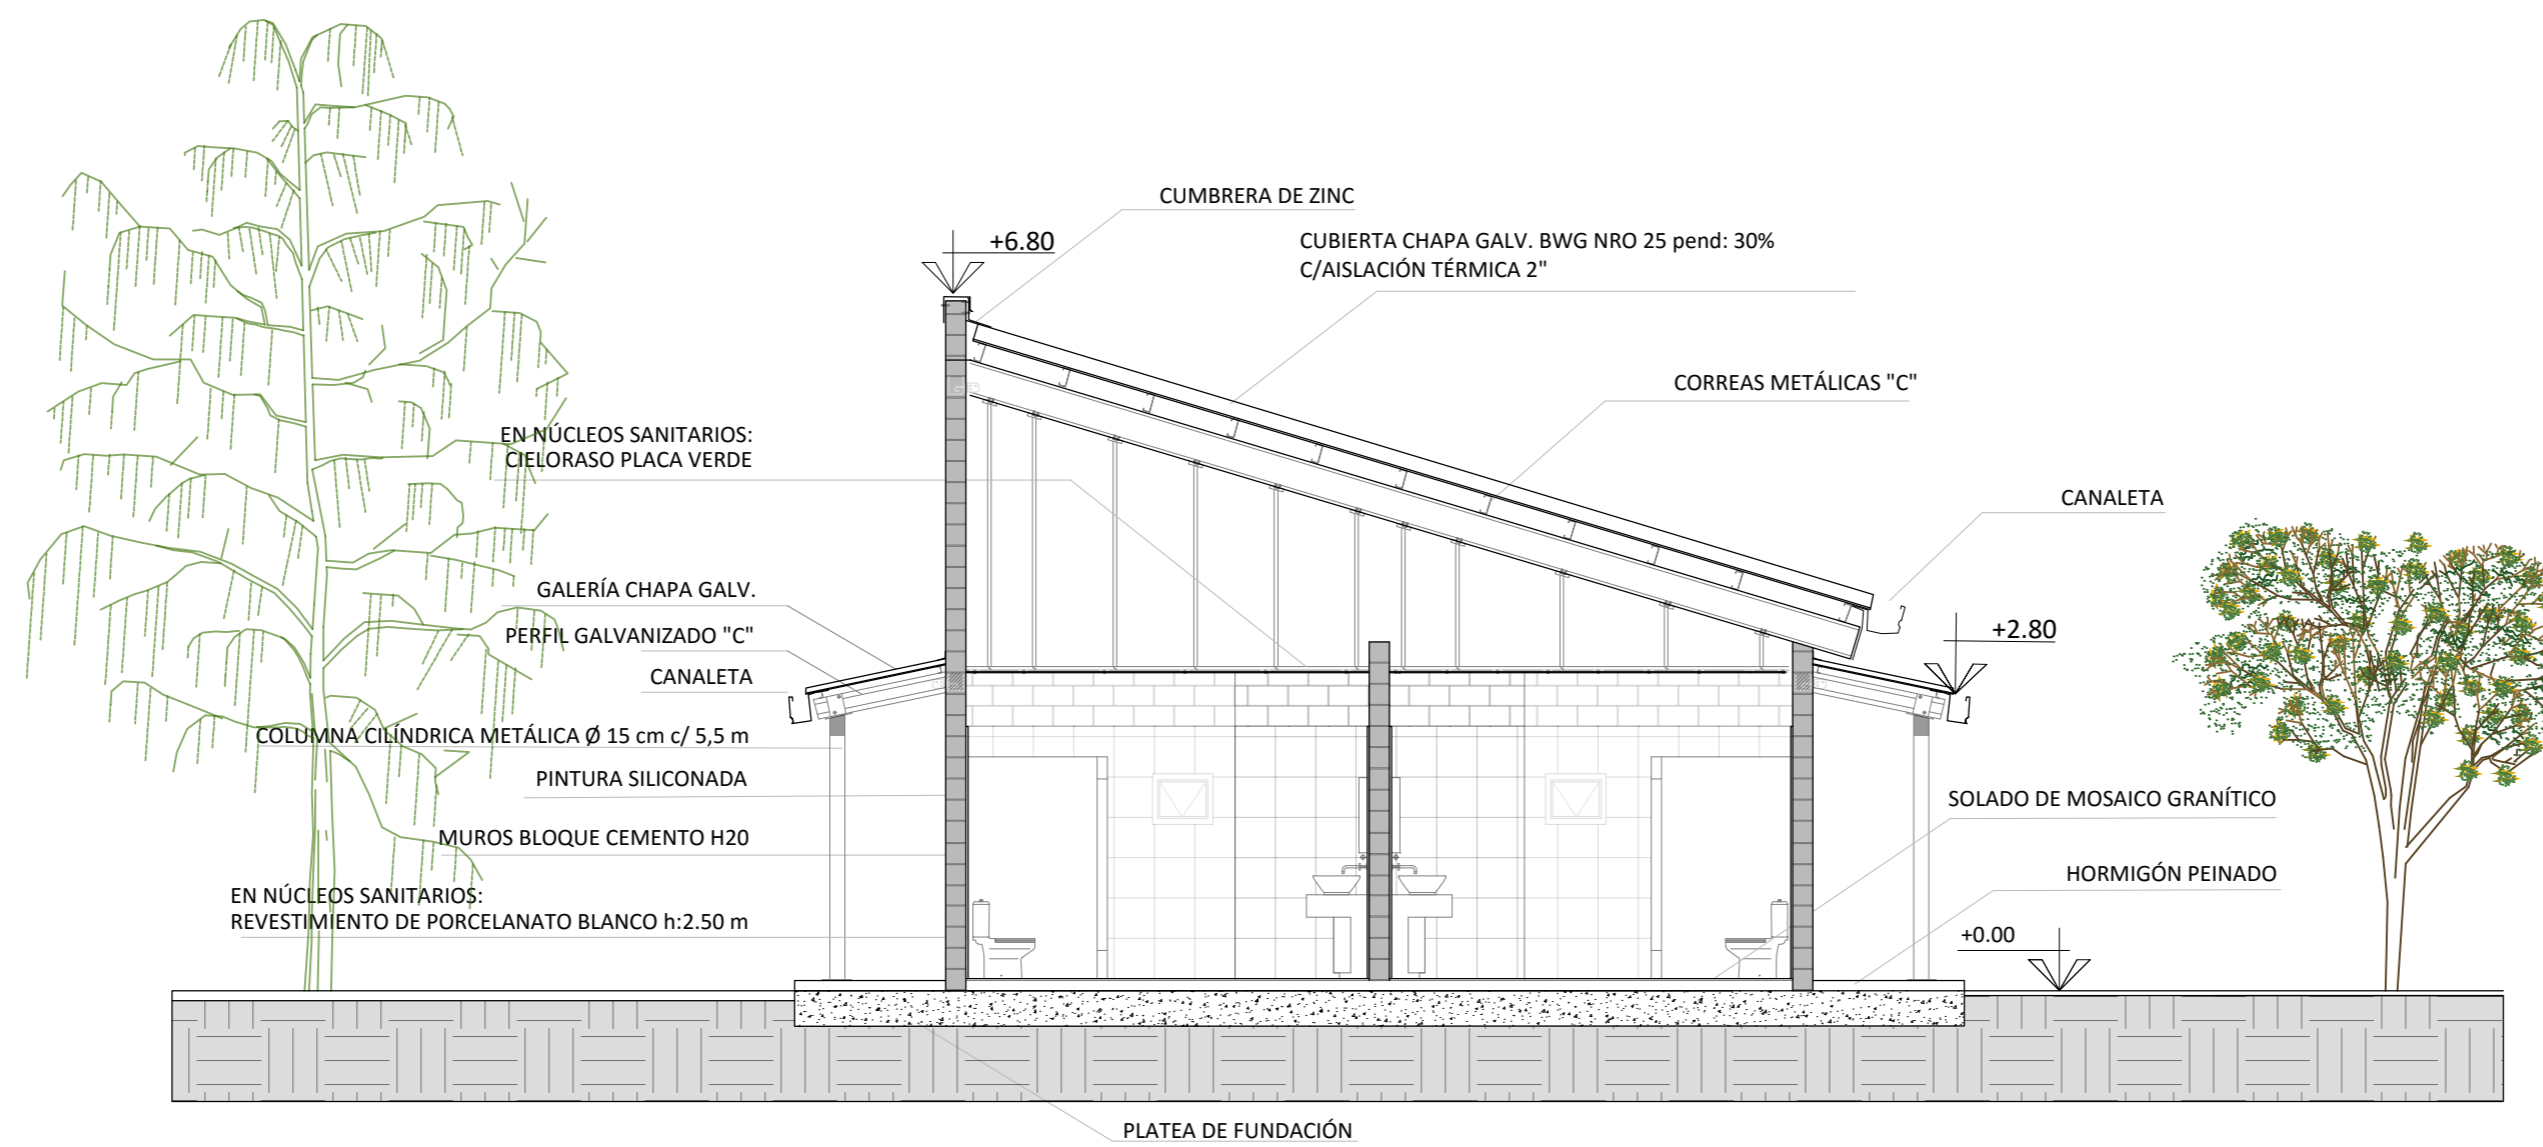 CUMBRERA DE ZINC
+6.80
CUBIERTA CHAPA GALV. BWG NRO 25 pend: 30%
C/AISLACIÓN TÉRMICA 2"
CORREAS METÁLICAS "C"
EN NÚCLEOS SANITARIOS:
CIELORASO PLACA VERDE
CANALETA
GALERÍA CHAPA GALV.
PERFIL GALVANIZADO "C"
+2.80
CANALETA
COLUMNA CILÍNDRICA METÁLICA Ø 15 cm c/ 5,5 m
PINTURA SILICONADA
SOLADO DE MOSAICO GRANÍTICO
MUROS BLOQUE CEMENTO H20
HORMIGÓN PEINADO
EN NÚCLEOS SANITARIOS:
REVESTIMIENTO DE PORCELANATO BLANCO h:2.50 m
+0.00
PLATEA DE FUNDACIÓN